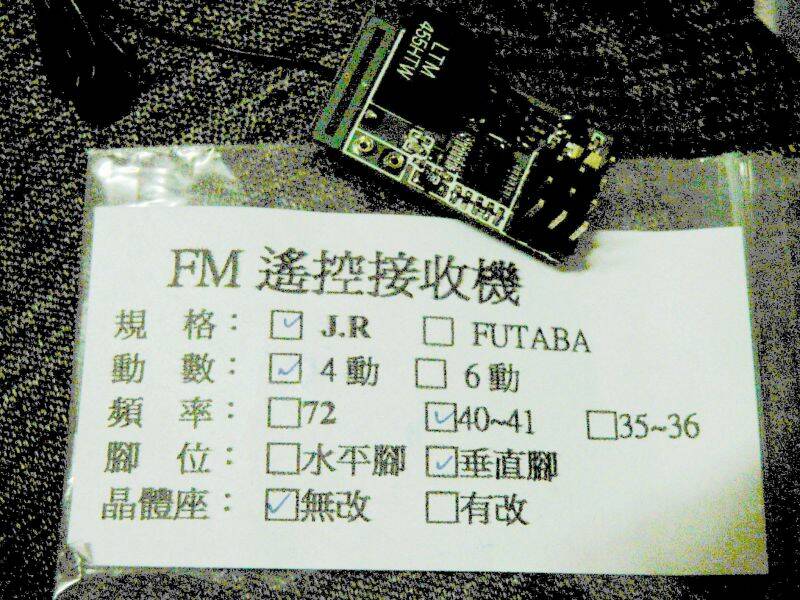 LTM
455HTW
FM 遙控接收機
規 格： ☑ J.R ☐ FUTABA
動 數： ☑ 4 動 ☐ 6 動
頻 率： ☐72 ☑40~41 ☐35~36
腳 位： ☐水平腳 ☑垂直腳
晶體座： ☑無改 ☐有改